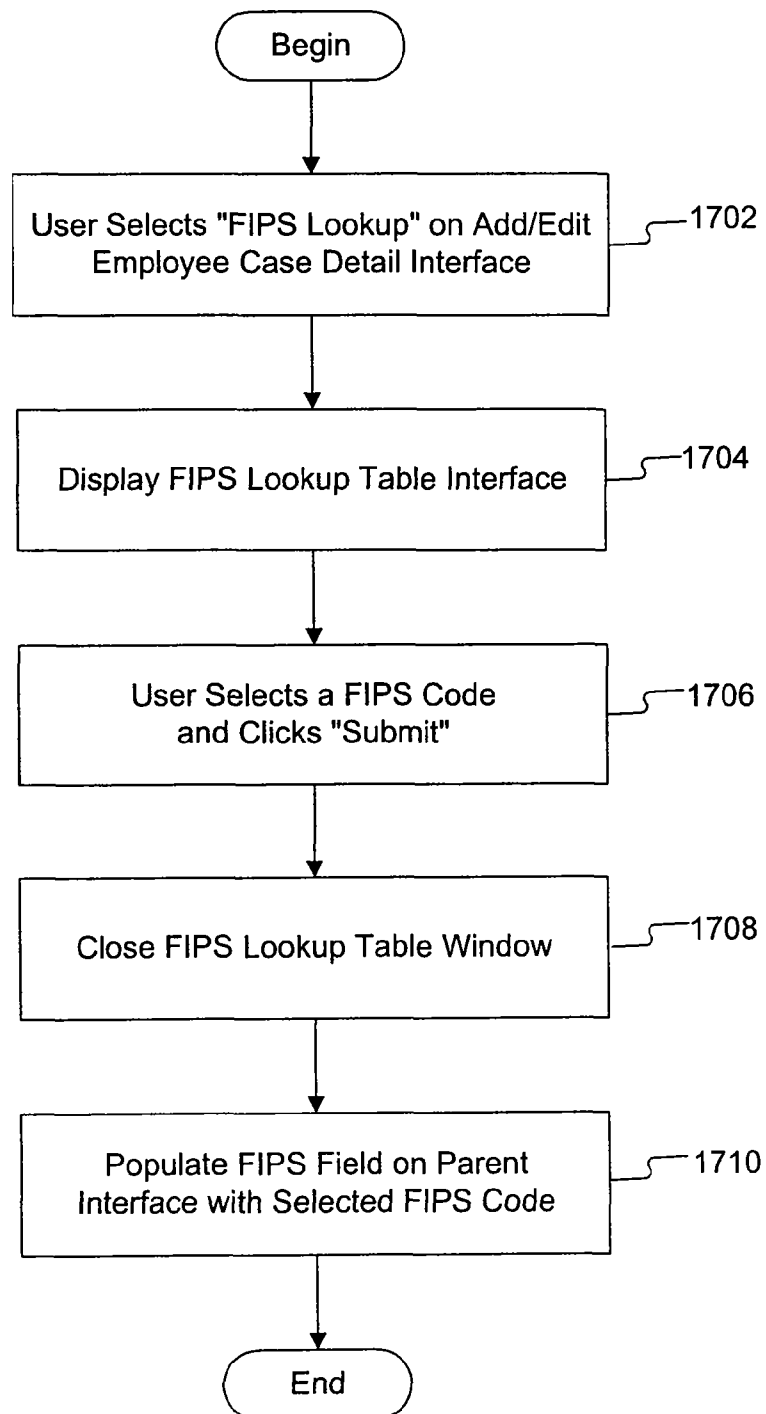 Begin
User Selects "FIPS Lookup" on Add/Edit
Employee Case Detail Interface
1702
Display FIPS Lookup Table Interface
1704
User Selects a FIPS Code
and Clicks "Submit"
1706
Close FIPS Lookup Table Window
1708
Populate FIPS Field on Parent
Interface with Selected FIPS Code
1710
End